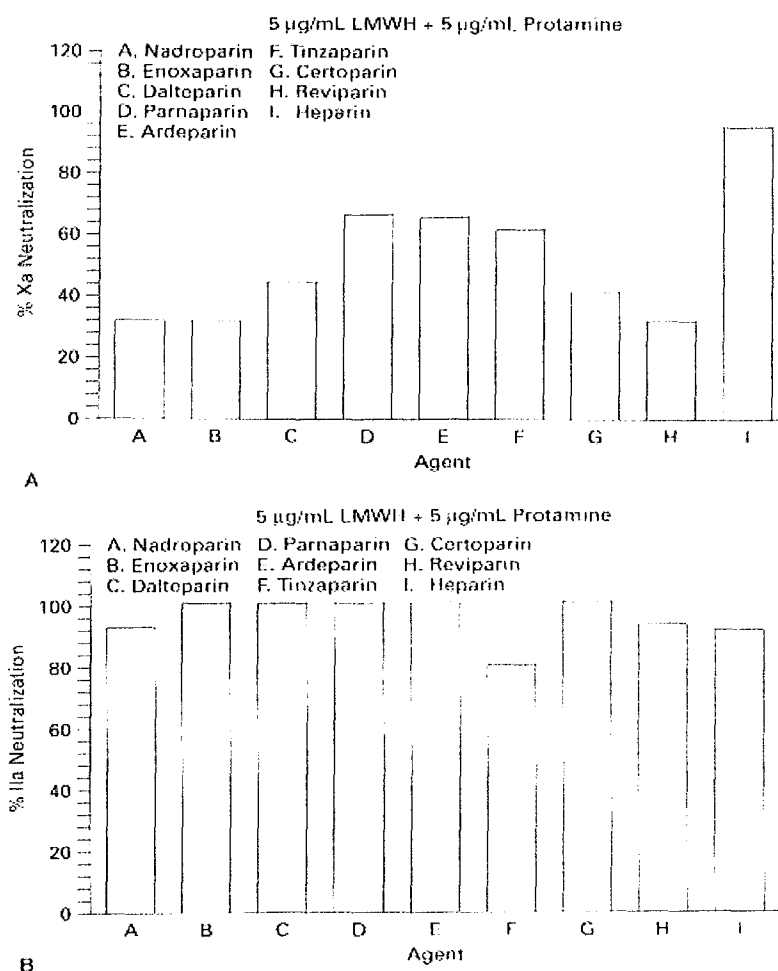 5 µg/mL LMWH + 5 µg/ml. Protamine
120
A. Nadroparin F. Tinzaparin
B. Enoxaparin G. Certoparin
C. Dalteparin H. Reviparin
D. Parnaparin I. Heparin
E. Ardeparin
100
80
60
40
20
0
% Xa Neutralization
A B C D E F G H I
Agent
A
5 µg/mL LMWH + 5 µg/mL Protamine
120
A. Nadroparin D. Parnaparin G. Certoparin
B. Enoxaparin E. Ardeparin H. Reviparin
C. Dalteparin F. Tinzaparin I. Heparin
100
80
60
40
20
0
% IIa Neutralization
A B C D E F G H I
Agent
B